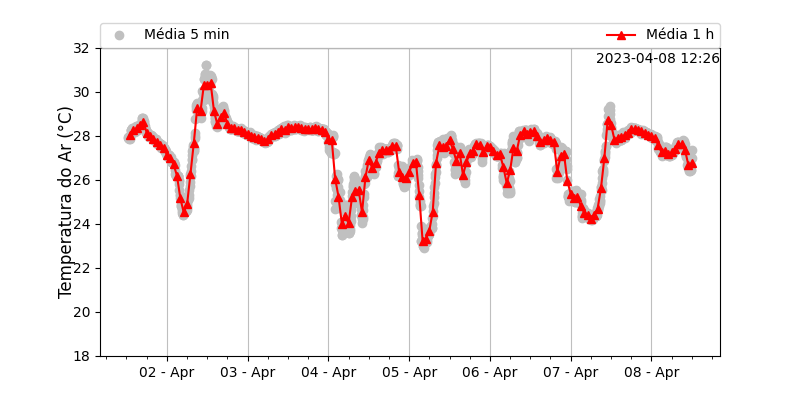 Média 5 min
Média 1 h
2023-04-08 12:26
Temperatura do Ar (°C)
32
30
28
26
24
22
20
18
02 - Apr
03 - Apr
04 - Apr
05 - Apr
06 - Apr
07 - Apr
08 - Apr